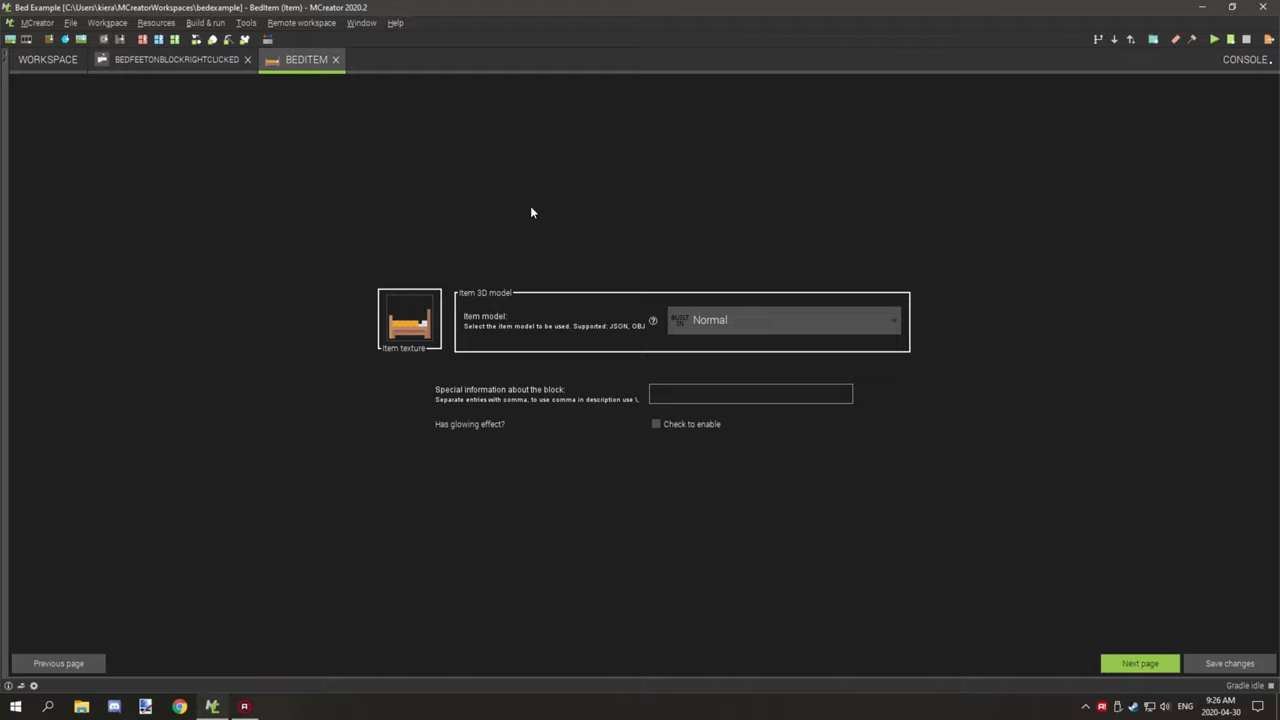 Bed Example [C:\Users\kiera\MCreatorWorkspaces\bedexample] - BedItem (Item) - MCreator 2020.2
MCreator File Workspace Resources Build & run Tools Remote workspace Window Help
WORKSPACE BEDFEETONBLOCKRIGHTCLICKED BEDITEM CONSOLE
Item 3D model
Item model:
Select the item model to be used. Supported: JSON, OBJ
BUILT IN Normal
Item texture
Special information about the block:
Separate entries with comma, to use comma in description use \,
Has glowing effect? Check to enable
Previous page Next page Save changes
Gradle idle
ENG 9:26 AM
2020-04-30